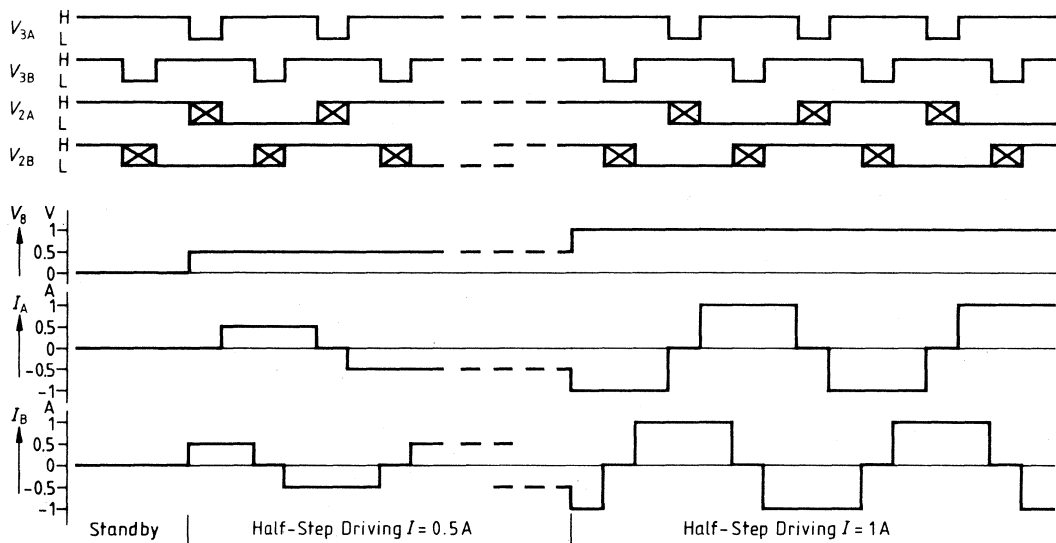 V3A H
L
V3B H
L
V2A H
L
V2B H
L
V8 V
1
0.5
0
IA A
1
0.5
0
-0.5
-1
IB A
1
0.5
0
-0.5
-1
Standby Half-Step Driving I = 0.5 A Half-Step Driving I = 1A